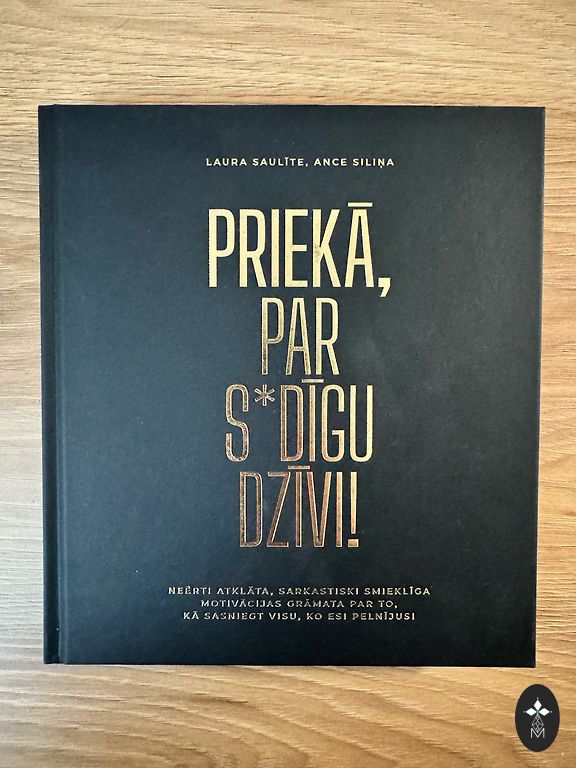 LAURA SAULĪTE, ANCE SILIŅA
PRIEKĀ,
PAR
S*DĪGU
DZĪVI!
NEĒRTI ATKLĀTA, SARKASTISKI SMIEKLĪGA
MOTIVĀCIJAS GRĀMATA PAR TO,
KĀ SASNIEGT VISU, KO ESI PELNĪJUSI
M